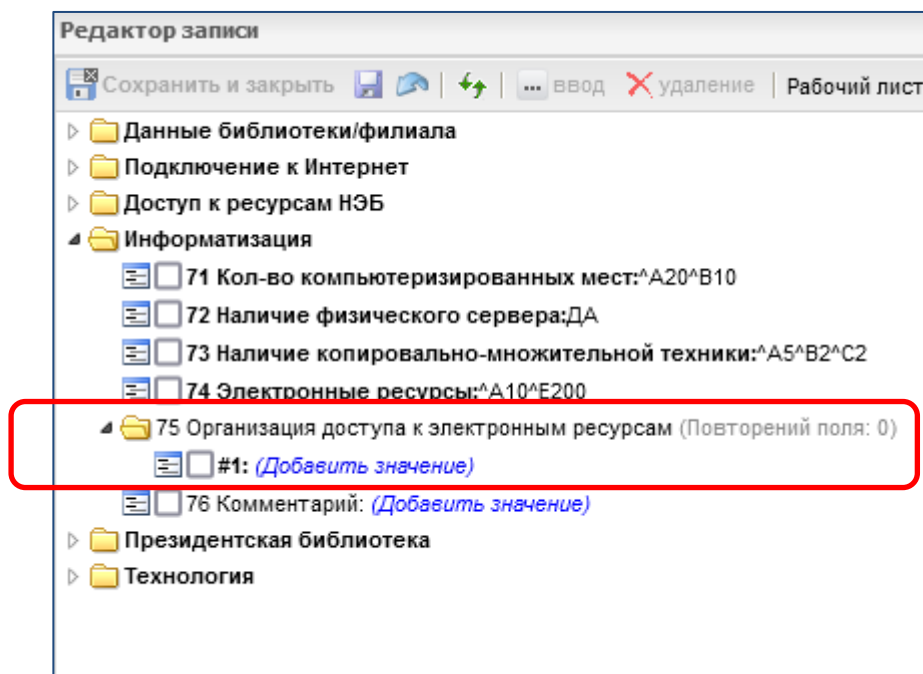 Редактор записи
Сохранить и закрыть ... ввод удаление Рабочий лист
Данные библиотеки/филиала
Подключение к Интернет
Доступ к ресурсам НЭБ
Информатизация
71 Кол-во компьютеризированных мест:^A20^B10
72 Наличие физического сервера:ДА
73 Наличие копировально-множительной техники:^A5^B2^C2
74 Электронные ресурсы:^A10^E200
75 Организация доступа к электронным ресурсам (Повторений поля: 0)
#1: (Добавить значение)
76 Комментарий: (Добавить значение)
Президентская библиотека
Технология